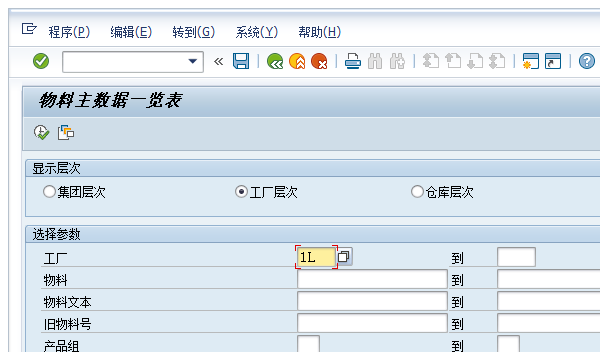 程序(P) 编辑(E) 转到(G) 系统(Y) 帮助(H)
物料主数据一览表
显示层次
集团层次 工厂层次 仓库层次
选择参数
工厂 1L 到
物料 到
物料文本 到
旧物料号 到
产品组 到